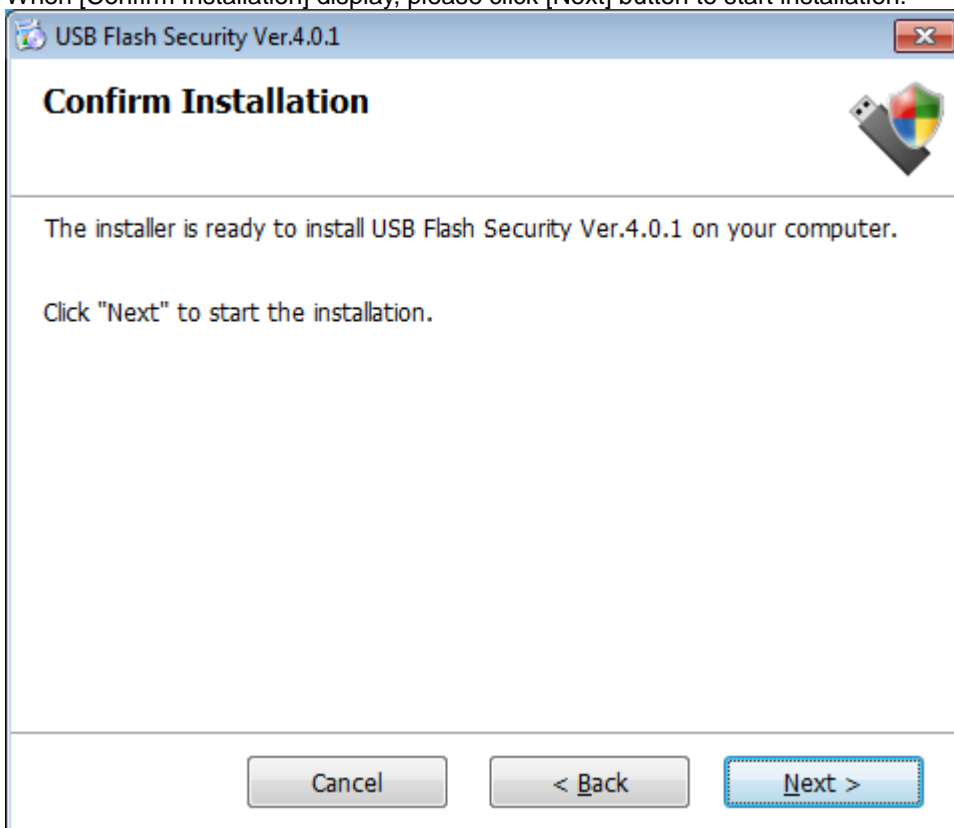 When [Confirm Installation] display, please click [Next] button to start installation.
USB Flash Security Ver.4.0.1
Confirm Installation
The installer is ready to install USB Flash Security Ver.4.0.1 on your computer.
Click "Next" to start the installation.
Cancel
< Back
Next >